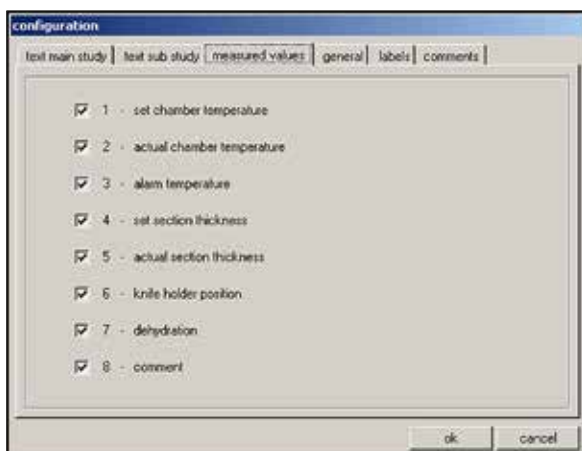 configuration
text main study text sub study measured values general labels comments
1 - set chamber temperature
2 - actual chamber temperature
3 - alarm temperature
4 - set section thickness
5 - actual section thickness
6 - knife holder position
7 - dehydration
8 - comment
ok cancel